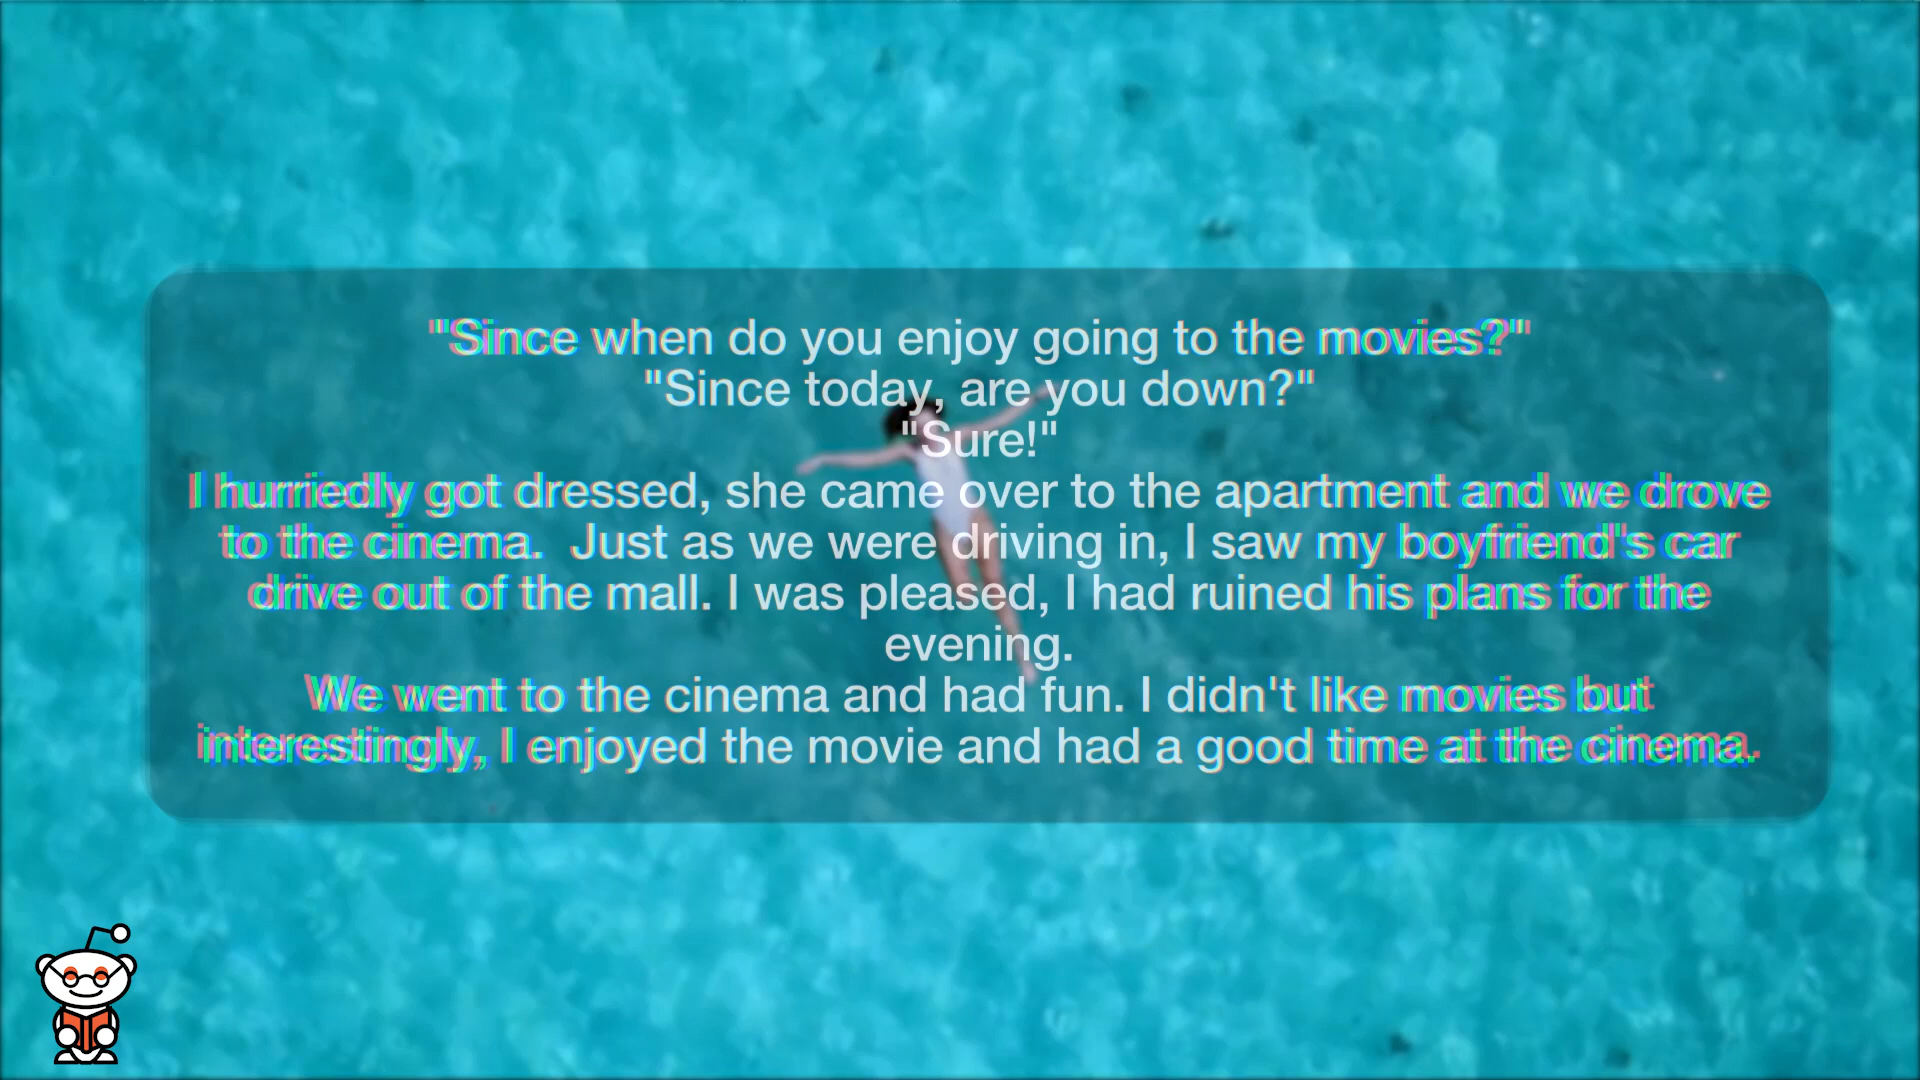 "Since when do you enjoy going to the movies?"
"Since today, are you down?"
"Sure!"
I hurriedly got dressed, she came over to the apartment and we drove
to the cinema.  Just as we were driving in, I saw my boyfriend's car
drive out of the mall. I was pleased, I had ruined his plans for the
evening.
We went to the cinema and had fun. I didn't like movies but
interestingly, I enjoyed the movie and had a good time at the cinema.